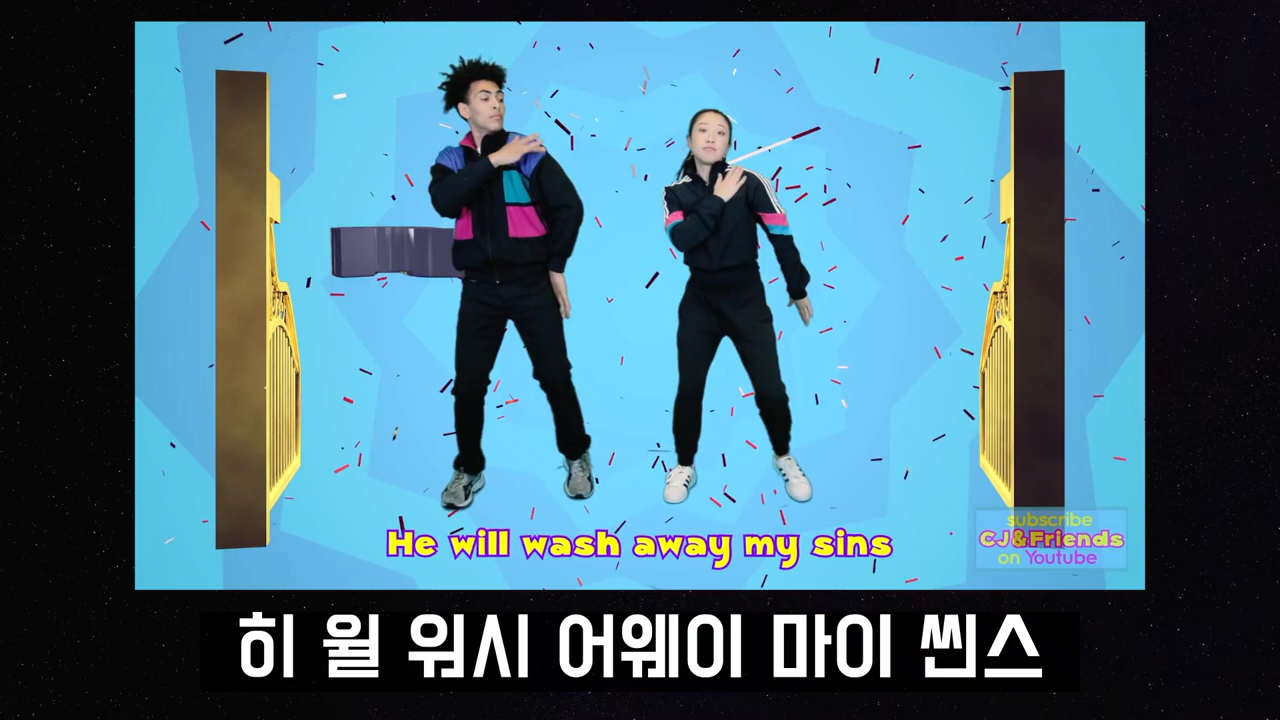 He will wash away my sins
subscribe
CJ&Friends
on Youtube
히 윌 워시 어웨이 마이 씬스